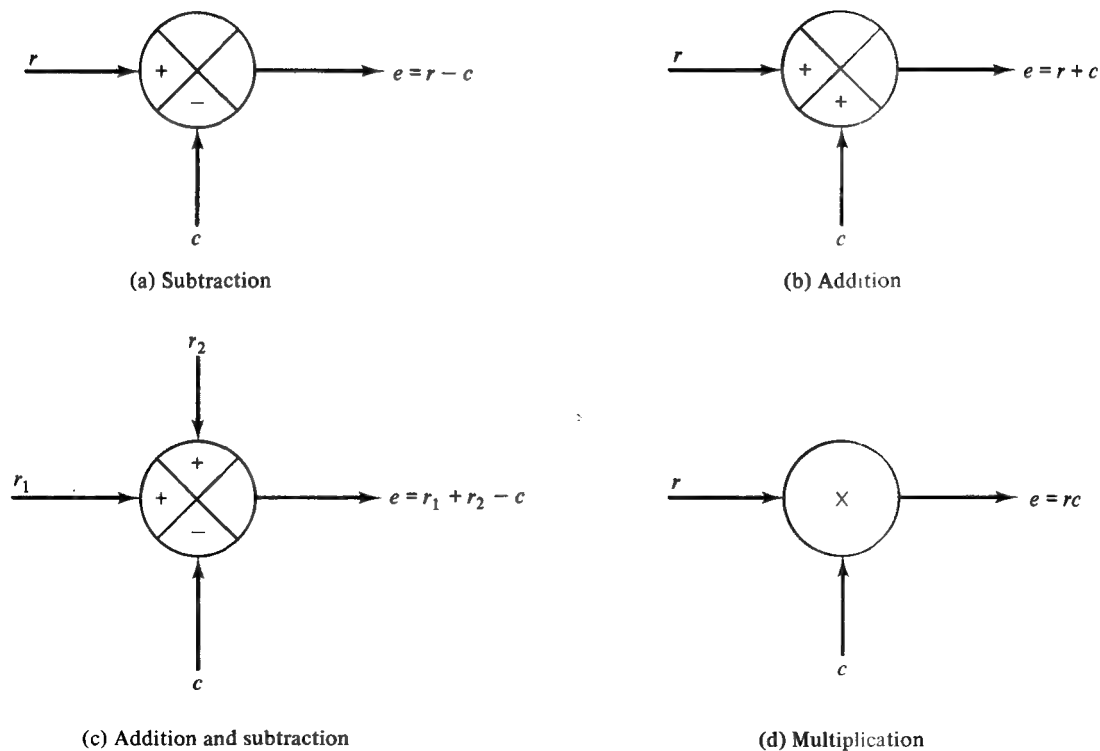 r
+
−
e = r − c
c
(a) Subtraction
r
+
+
e = r + c
c
(b) Addition
r₂
r₁
+
+
−
e = r₁ + r₂ − c
c
(c) Addition and subtraction
r
×
e = rc
c
(d) Multiplication